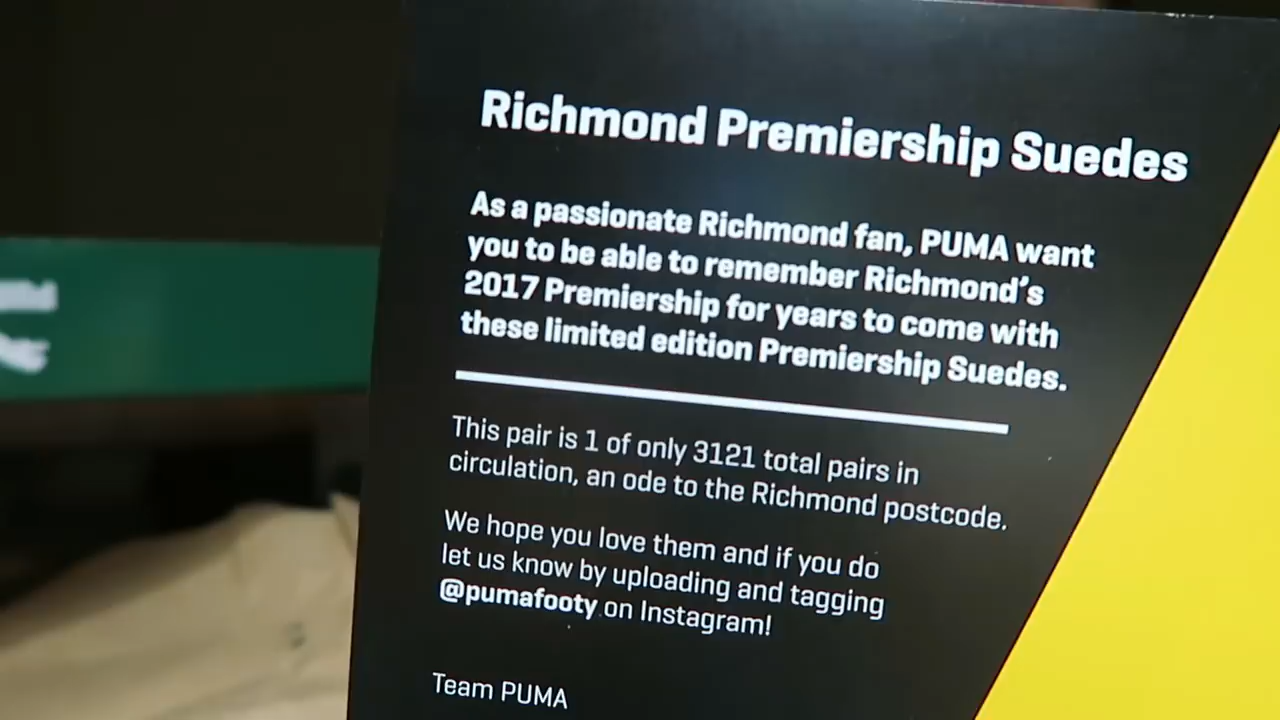 Richmond Premiership Suedes
As a passionate Richmond fan, PUMA want
you to be able to remember Richmond's
2017 Premiership for years to come with
these limited edition Premiership Suedes.
This pair is 1 of only 3121 total pairs in
circulation, an ode to the Richmond postcode.
We hope you love them and if you do
let us know by uploading and tagging
@pumafooty on Instagram!
Team PUMA